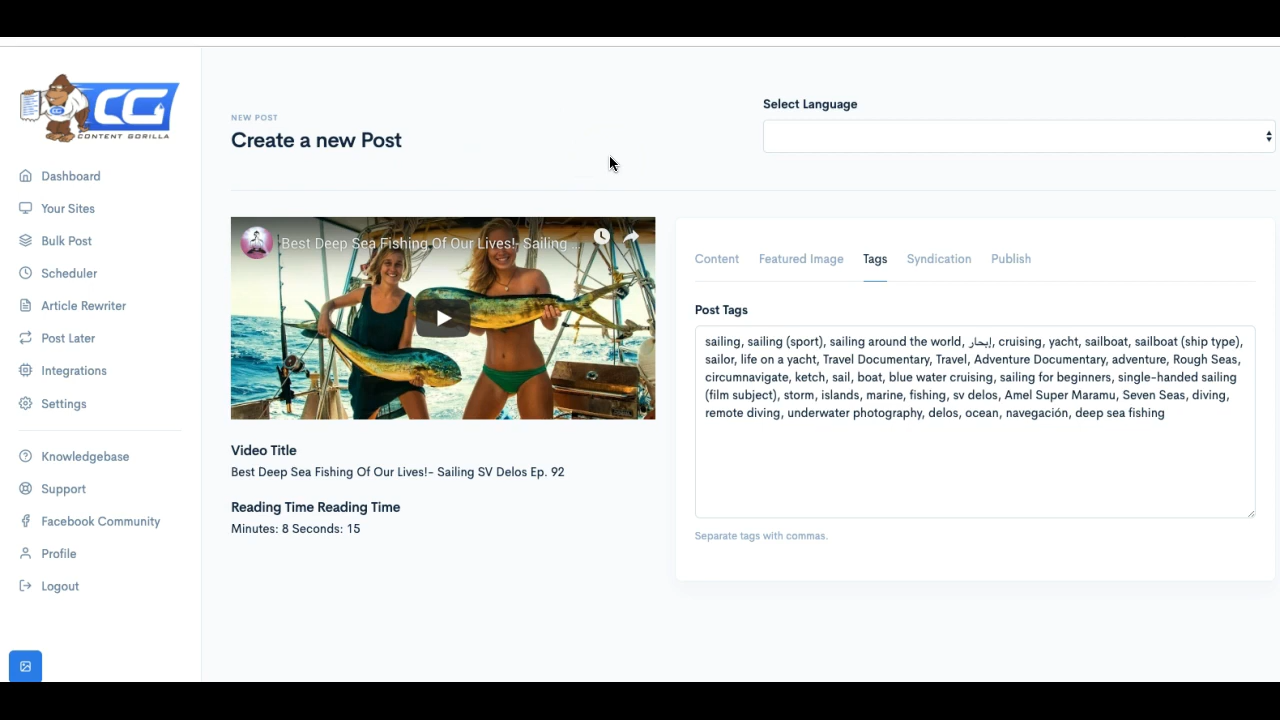 CG
CONTENT GORILLA
Dashboard
Your Sites
Bulk Post
Scheduler
Article Rewriter
Post Later
Integrations
Settings
Knowledgebase
Support
Facebook Community
Profile
Logout
NEW POST
Create a new Post
Select Language
Best Deep Sea Fishing Of Our Lives!- Sailing ...
Video Title
Best Deep Sea Fishing Of Our Lives!- Sailing SV Delos Ep. 92
Reading Time Reading Time
Minutes: 8 Seconds: 15
Content Featured Image Tags Syndication Publish
Post Tags
sailing, sailing (sport), sailing around the world, إبحار, cruising, yacht, sailboat, sailboat (ship type),
sailor, life on a yacht, Travel Documentary, Travel, Adventure Documentary, adventure, Rough Seas,
circumnavigate, ketch, sail, boat, blue water cruising, sailing for beginners, single-handed sailing
(film subject), storm, islands, marine, fishing, sv delos, Amel Super Maramu, Seven Seas, diving,
remote diving, underwater photography, delos, ocean, navegación, deep sea fishing
Separate tags with commas.